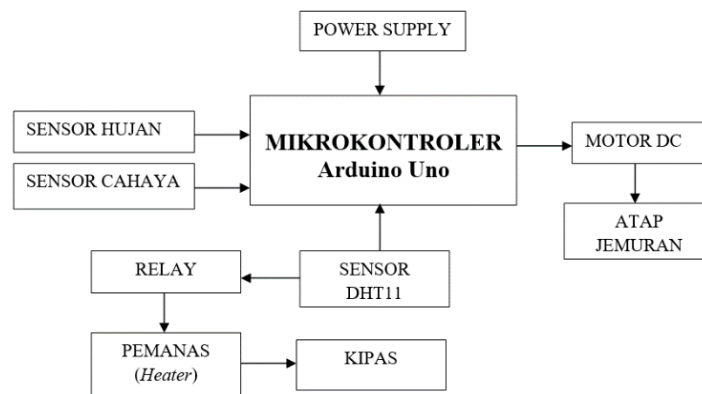 POWER SUPPLY
SENSOR HUJAN
MIKROKONTROLER
Arduino Uno
MOTOR DC
SENSOR CAHAYA
ATAP
JEMURAN
RELAY
SENSOR
DHT11
PEMANAS
(Heater)
KIPAS